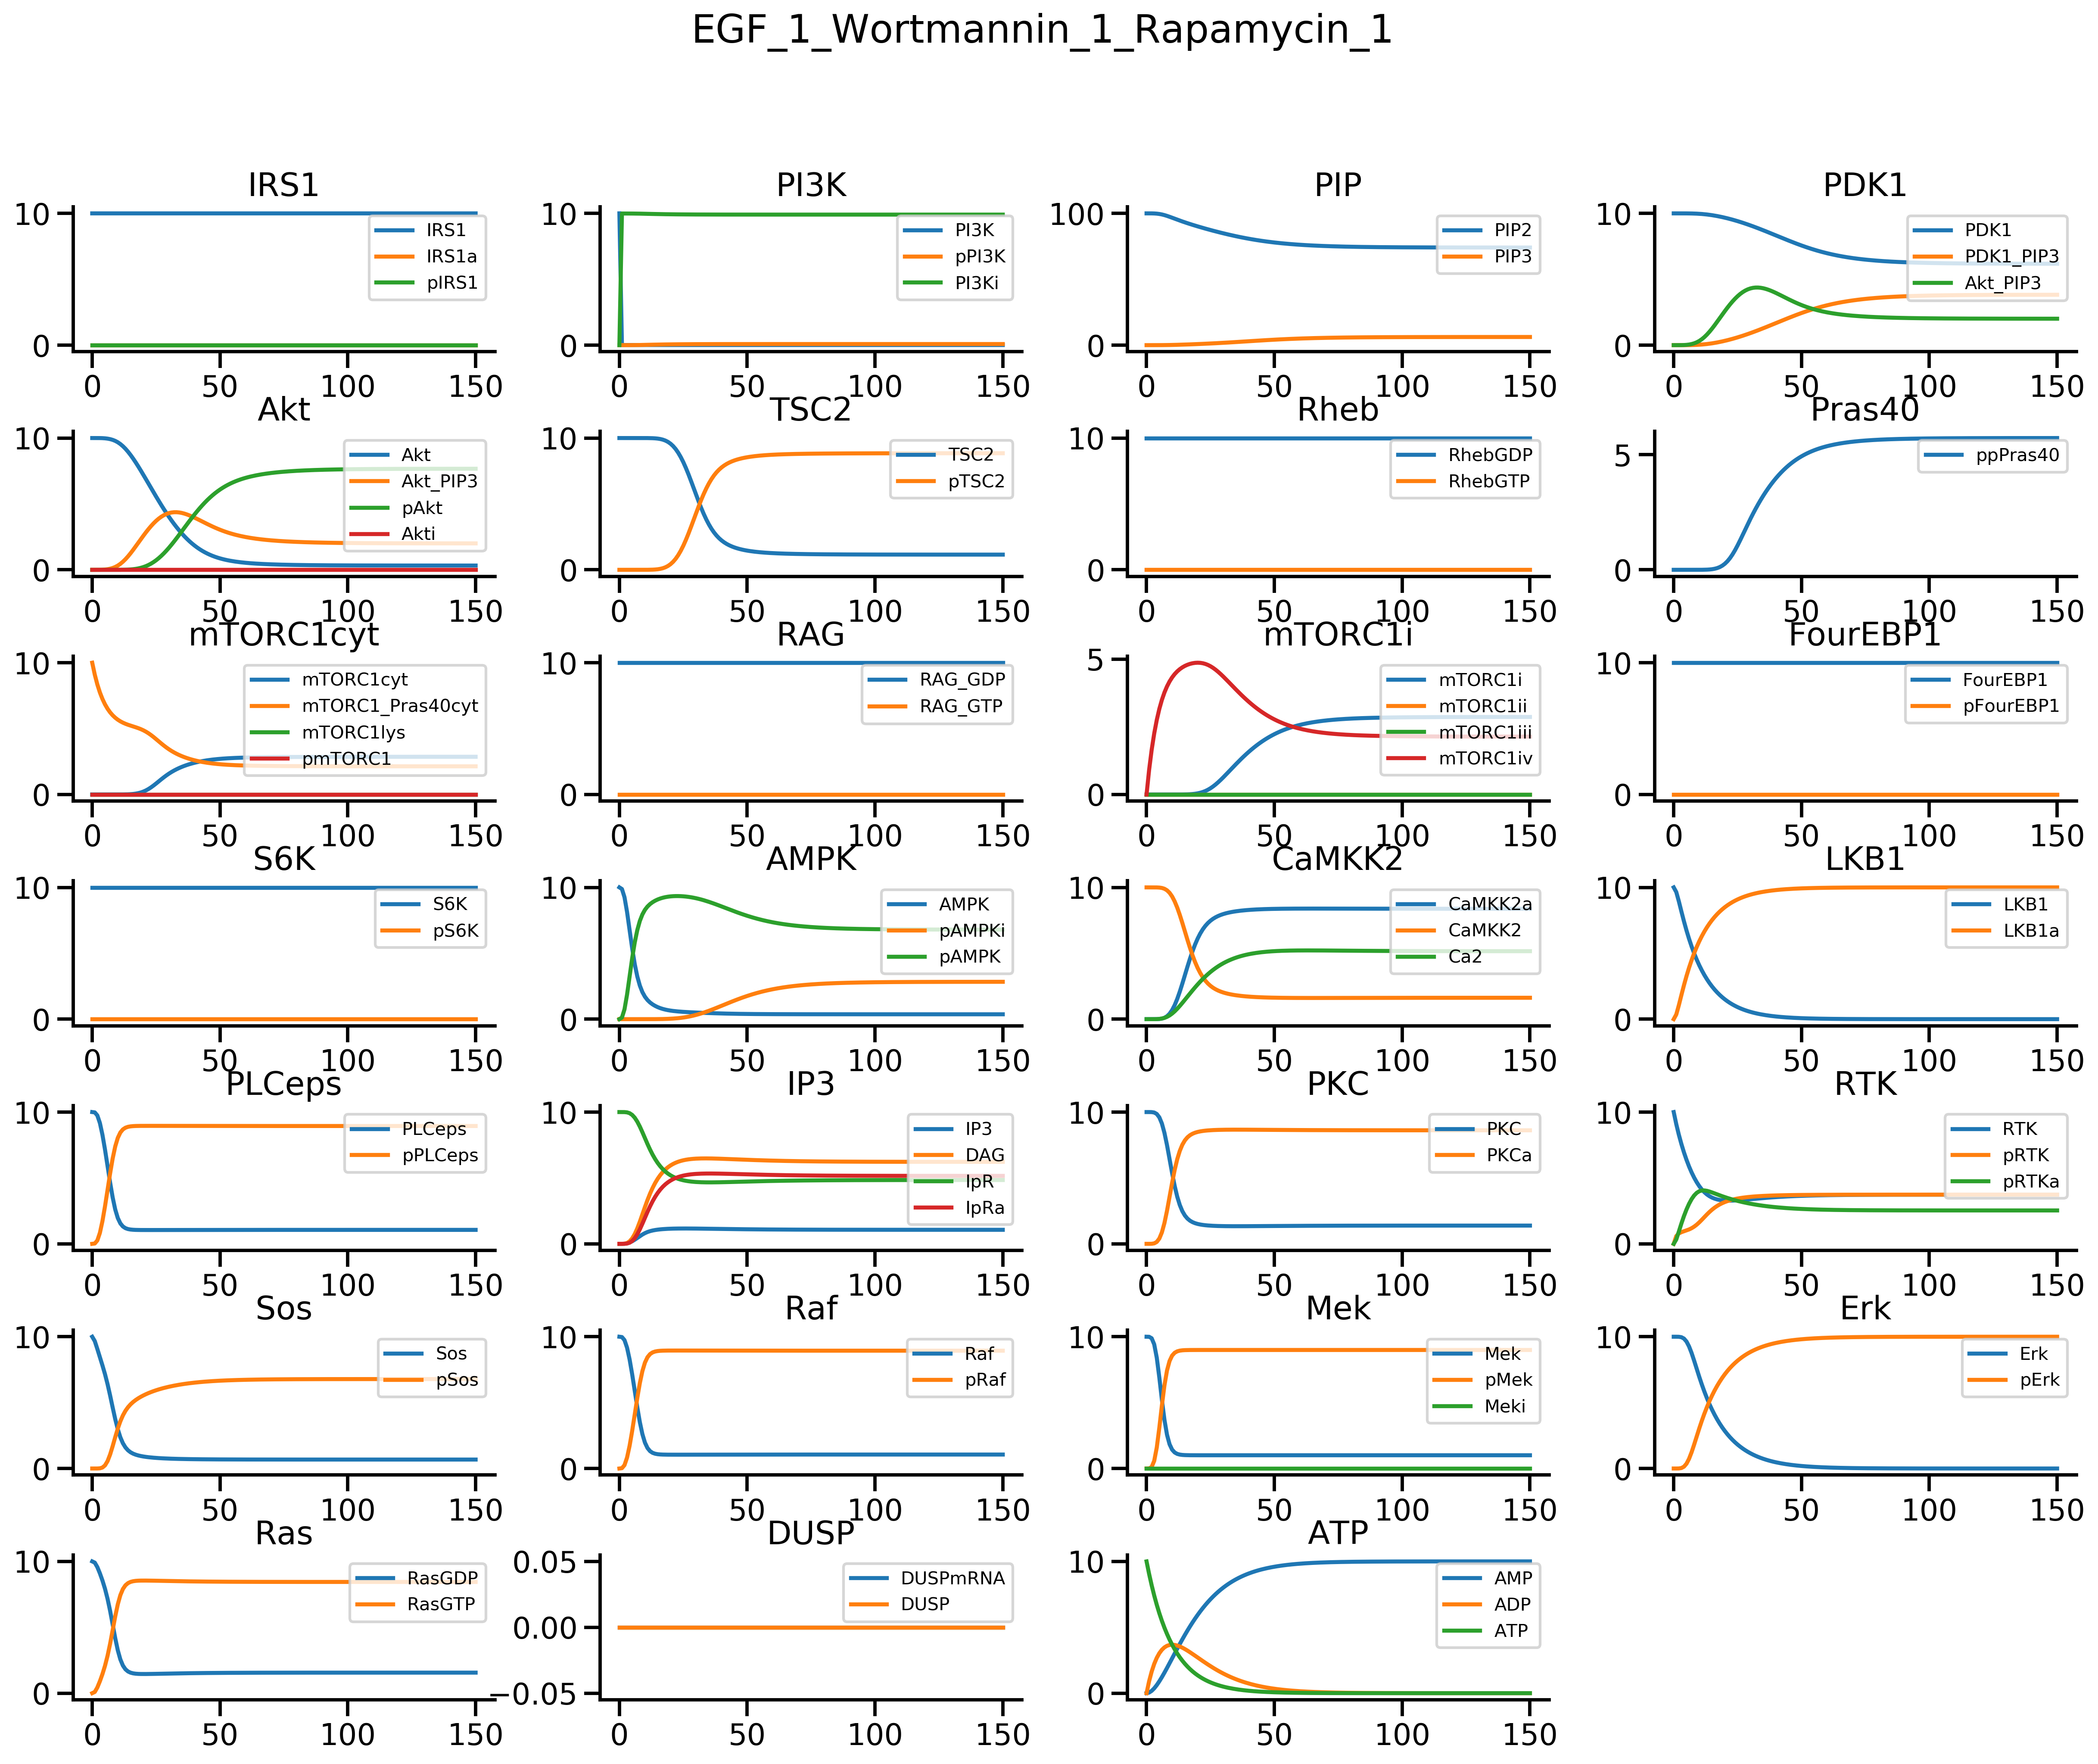 EGF_1_Wortmannin_1_Rapamycin_1
IRS1
10
0
0 50 100 150
IRS1
IRS1a
pIRS1
PI3K
10
0
0 50 100 150
PI3K
pPI3K
PI3Ki
PIP
100
0
0 50 100 150
PIP2
PIP3
PDK1
10
0
0 50 100 150
PDK1
PDK1_PIP3
Akt_PIP3
Akt
10
0
0 50 100 150
Akt
Akt_PIP3
pAkt
Akti
TSC2
10
0
0 50 100 150
TSC2
pTSC2
Rheb
10
0
0 50 100 150
RhebGDP
RhebGTP
Pras40
5
0
0 50 100 150
ppPras40
mTORC1cyt
10
0
0 50 100 150
mTORC1cyt
mTORC1_Pras40cyt
mTORC1lys
pmTORC1
RAG
10
0
0 50 100 150
RAG_GDP
RAG_GTP
mTORC1i
5
0
0 50 100 150
mTORC1i
mTORC1ii
mTORC1iii
mTORC1iv
FourEBP1
10
0
0 50 100 150
FourEBP1
pFourEBP1
S6K
10
0
0 50 100 150
S6K
pS6K
AMPK
10
0
0 50 100 150
AMPK
pAMPKi
pAMPK
CaMKK2
10
0
0 50 100 150
CaMKK2a
CaMKK2
Ca2
LKB1
10
0
0 50 100 150
LKB1
LKB1a
PLCeps
10
0
0 50 100 150
PLCeps
pPLCeps
IP3
10
0
0 50 100 150
IP3
DAG
IpR
IpRa
PKC
10
0
0 50 100 150
PKC
PKCa
RTK
10
0
0 50 100 150
RTK
pRTK
pRTKa
Sos
10
0
0 50 100 150
Sos
pSos
Raf
10
0
0 50 100 150
Raf
pRaf
Mek
10
0
0 50 100 150
Mek
pMek
Meki
Erk
10
0
0 50 100 150
Erk
pErk
Ras
10
0
0 50 100 150
RasGDP
RasGTP
DUSP
0.05
0.00
−0.05
0 50 100 150
DUSPmRNA
DUSP
ATP
10
0
0 50 100 150
AMP
ADP
ATP